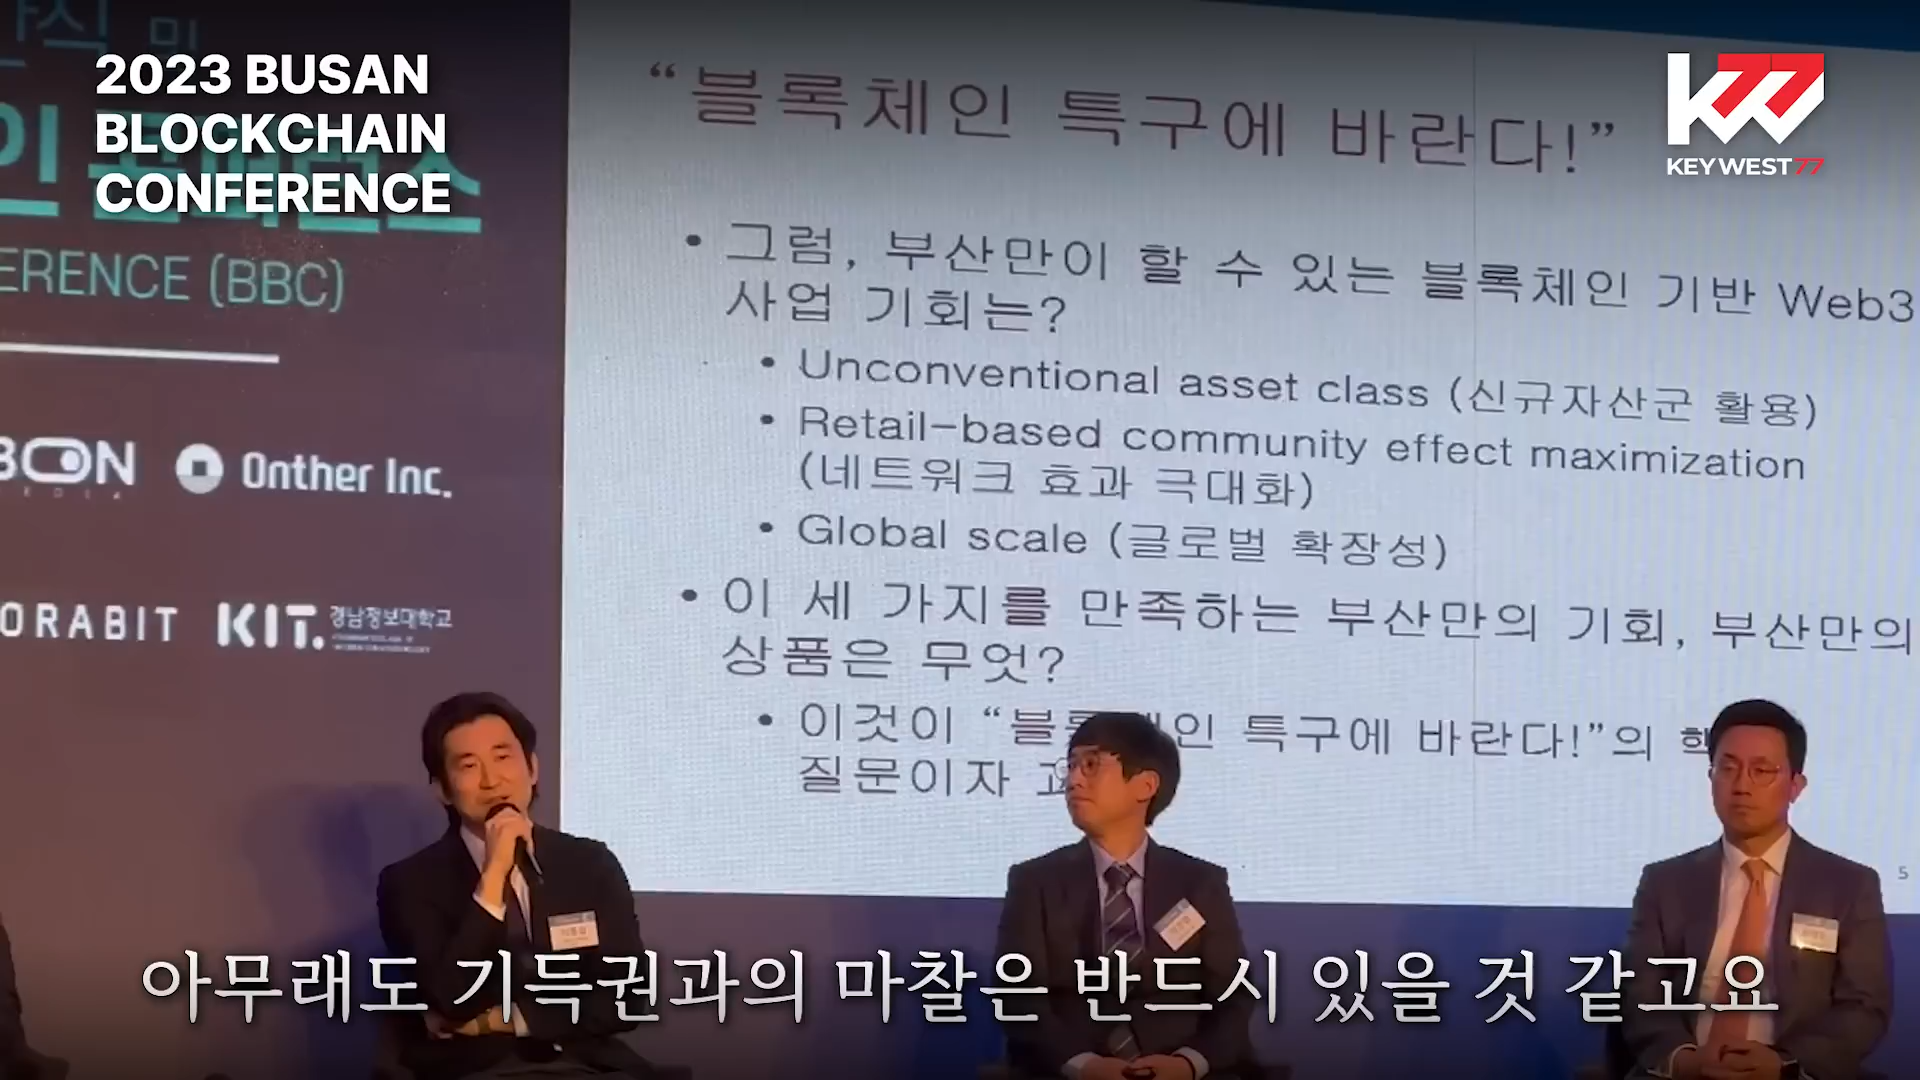 2023 BUSAN
BLOCKCHAIN
CONFERENCE
ERENCE (BBC)
Onther Inc.
ORABIT
KIT. 경남정보대학교
KEYWEST77
“블록체인 특구에 바란다!”
• 그럼, 부산만이 할 수 있는 블록체인 기반 Web3
사업 기회는?
• Unconventional asset class (신규자산군 활용)
• Retail-based community effect maximization
(네트워크 효과 극대화)
• Global scale (글로벌 확장성)
• 이 세 가지를 만족하는 부산만의 기회, 부산만의
상품은 무엇?
• 이것이 “블록체인 특구에 바란다!”의
질문이자
5
아무래도 기득권과의 마찰은 반드시 있을 것 같고요